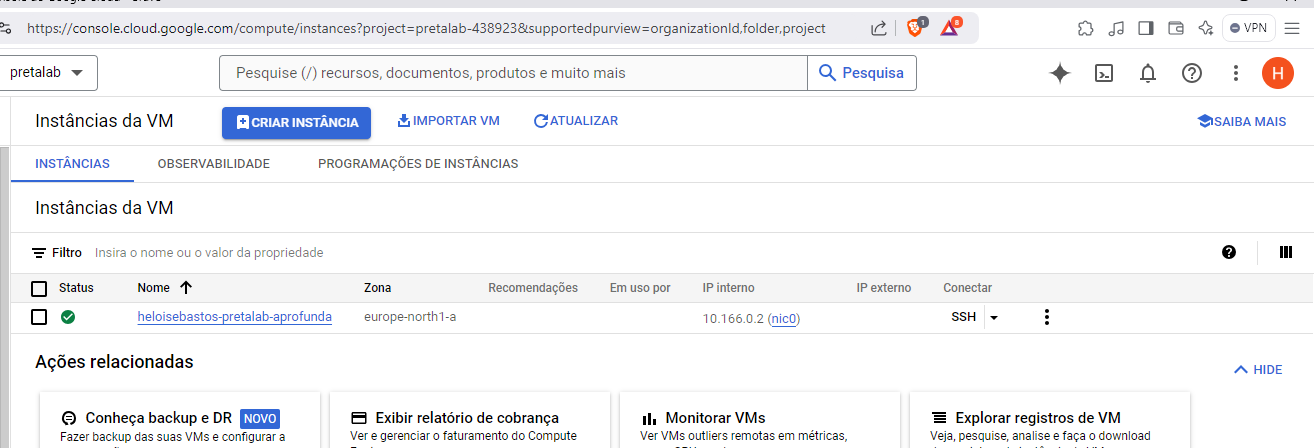 https://console.cloud.google.com/compute/instances?project=pretalab-438923&supportedpurview=organizationId,folder,project
1
8
VPN
pretalab
Pesquise (/) recursos, documentos, produtos e muito mais
Pesquisa
H
Instâncias da VM
CRIAR INSTÂNCIA
IMPORTAR VM
ATUALIZAR
SAIBA MAIS
INSTÂNCIAS
OBSERVABILIDADE
PROGRAMAÇÕES DE INSTÂNCIAS
Instâncias da VM
Filtro Insira o nome ou o valor da propriedade
Status Nome Zona Recomendações Em uso por IP interno IP externo Conectar
heloisebastos-pretalab-aprofunda europe-north1-a 10.166.0.2 (nic0) SSH
Ações relacionadas
HIDE
Conheça backup e DR NOVO
Fazer backup das suas VMs e configurar a
Exibir relatório de cobrança
Ver e gerenciar o faturamento do Compute
Monitorar VMs
Ver VMs outliers remotas em métricas,
Explorar registros de VM
Veja, pesquise, analise e faça o download